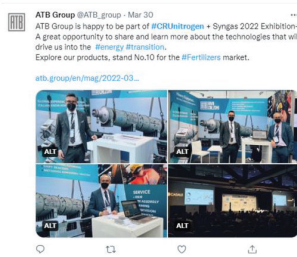 ATB Group @ATB_group · Mar 30
ATB Group is happy to be part of #CRUnitrogen + Syngas 2022 Exhibition-
A great opportunity to share and learn more about the technologies that wil
drive us into the #energy #transition.
Explore our products, stand No.10 for the #Fertilizers market.
atb.group/en/mag/2022-03...
ALT
ALT
SERVICE
ALT
ALT